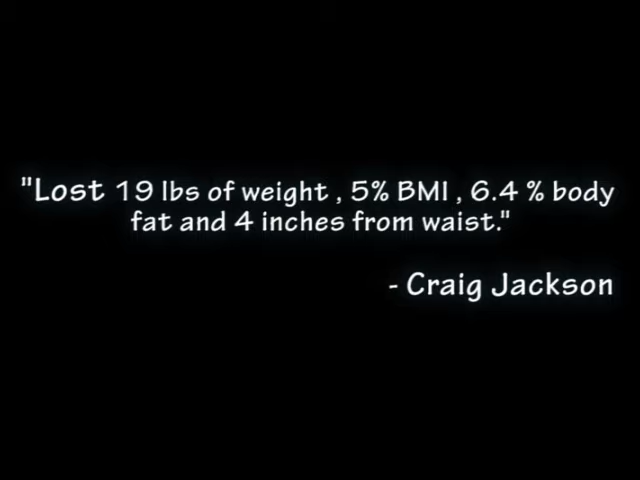 "Lost 19 lbs of weight , 5% BMI , 6.4 % body
fat and 4 inches from waist."
- Craig Jackson